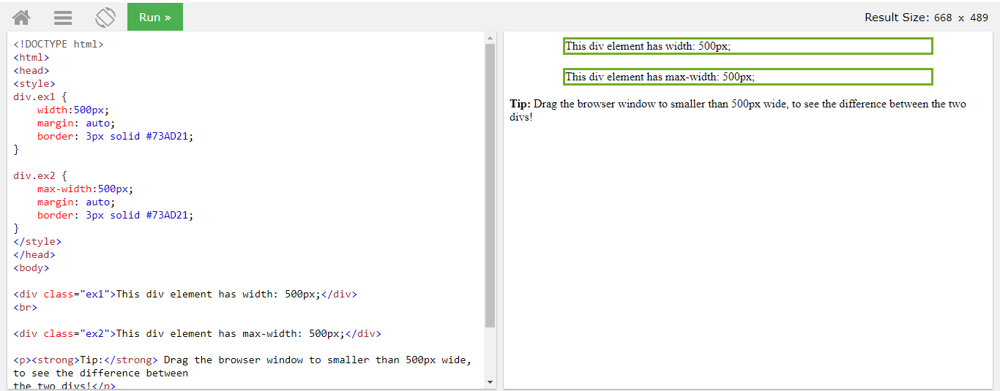 Run »
Result Size: 668 x 489
<!DOCTYPE html>
<html>
<head>
<style>
div.ex1 {
    width:500px;
    margin: auto;
    border: 3px solid #73AD21;
}

div.ex2 {
    max-width:500px;
    margin: auto;
    border: 3px solid #73AD21;
}
</style>
</head>
<body>

<div class="ex1">This div element has width: 500px;</div>
<br>

<div class="ex2">This div element has max-width: 500px;</div>

<p><strong>Tip:</strong> Drag the browser window to smaller than 500px wide,
to see the difference between
the two divs!</p>
This div element has width: 500px;
This div element has max-width: 500px;
Tip: Drag the browser window to smaller than 500px wide, to see the difference between the two
divs!